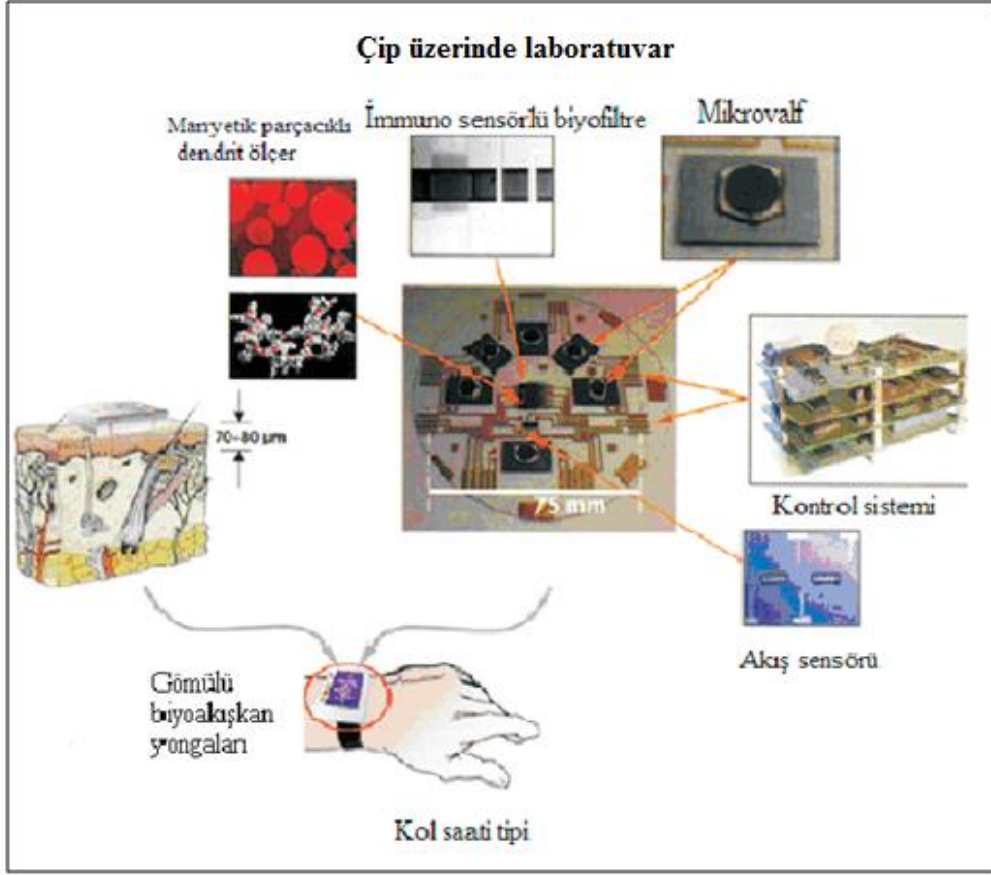 Çip üzerinde laboratuvar
Manyetik parçacıklı
dendrit ölçer
İmmuno sensörlü biyofiltre
Mikrovalf
70-80 µm
75 mm
Kontrol sistemi
Akış sensörü
Gömülü
biyoakışkan
yongaları
Kol saati tipi